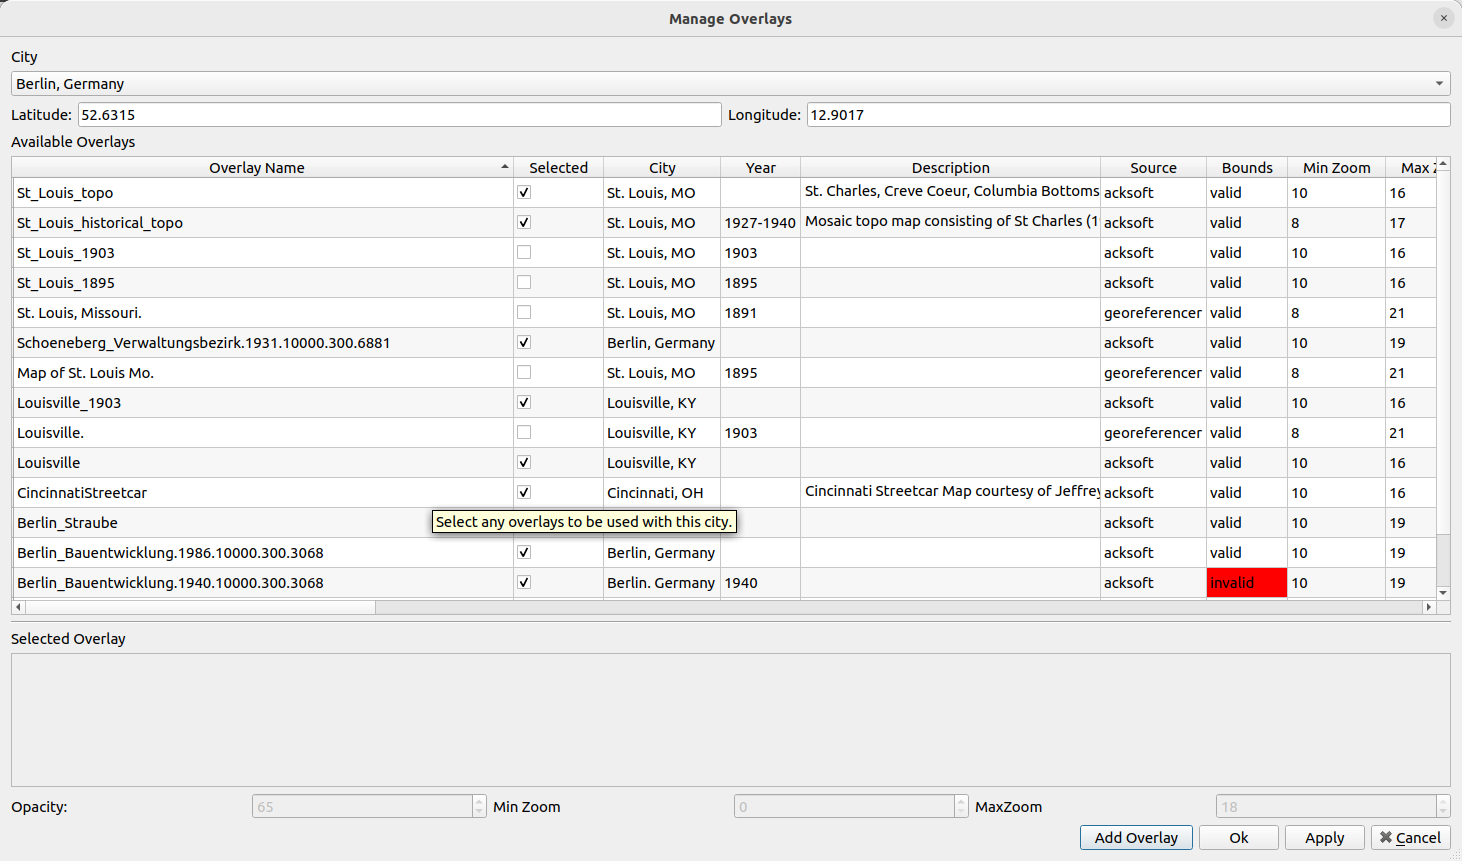 Manage Overlays
City
Berlin, Germany
Latitude: 52.6315 Longitude: 12.9017
Available Overlays
Overlay Name Selected City Year Description Source Bounds Min Zoom Max
St_Louis_topo St. Louis, MO St. Charles, Creve Coeur, Columbia Bottoms acksoft valid 10 16
St_Louis_historical_topo St. Louis, MO 1927-1940 Mosaic topo map consisting of St Charles (1 acksoft valid 8 17
St_Louis_1903 St. Louis, MO 1903 acksoft valid 10 16
St_Louis_1895 St. Louis, MO 1895 acksoft valid 10 16
St. Louis, Missouri. St. Louis, MO 1891 georeferencer valid 8 21
Schoeneberg_Verwaltungsbezirk.1931.10000.300.6881 Berlin, Germany acksoft valid 10 19
Map of St. Louis Mo. St. Louis, MO 1895 georeferencer valid 8 21
Louisville_1903 Louisville, KY acksoft valid 10 16
Louisville. Louisville, KY 1903 georeferencer valid 8 21
Louisville Louisville, KY acksoft valid 10 16
CincinnatiStreetcar Cincinnati, OH Cincinnati Streetcar Map courtesy of Jeffrey acksoft valid 10 16
Berlin_Straube Select any overlays to be used with this city. acksoft valid 10 19
Berlin_Bauentwicklung.1986.10000.300.3068 Berlin, Germany acksoft valid 10 19
Berlin_Bauentwicklung.1940.10000.300.3068 Berlin. Germany 1940 acksoft invalid 10 19
Selected Overlay
Opacity: 65 Min Zoom 0 MaxZoom 18
Add Overlay Ok Apply Cancel